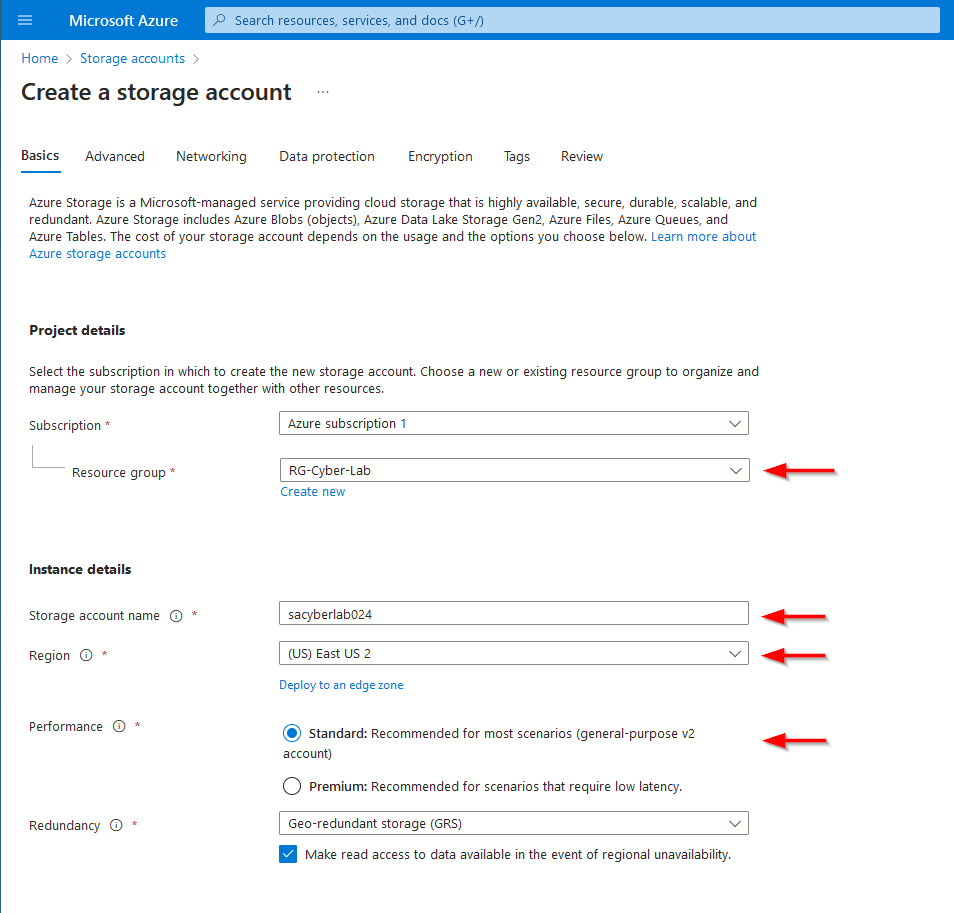 Microsoft Azure
Search resources, services, and docs (G+/)
Home > Storage accounts >
Create a storage account ...
Basics Advanced Networking Data protection Encryption Tags Review
Azure Storage is a Microsoft-managed service providing cloud storage that is highly available, secure, durable, scalable, and
redundant. Azure Storage includes Azure Blobs (objects), Azure Data Lake Storage Gen2, Azure Files, Azure Queues, and
Azure Tables. The cost of your storage account depends on the usage and the options you choose below. Learn more about
Azure storage accounts
Project details
Select the subscription in which to create the new storage account. Choose a new or existing resource group to organize and
manage your storage account together with other resources.
Subscription *
Azure subscription 1
Resource group *
RG-Cyber-Lab
Create new
Instance details
Storage account name *
sacyberlab024
Region *
(US) East US 2
Deploy to an edge zone
Performance *
Standard: Recommended for most scenarios (general-purpose v2
account)
Premium: Recommended for scenarios that require low latency.
Redundancy *
Geo-redundant storage (GRS)
Make read access to data available in the event of regional unavailability.